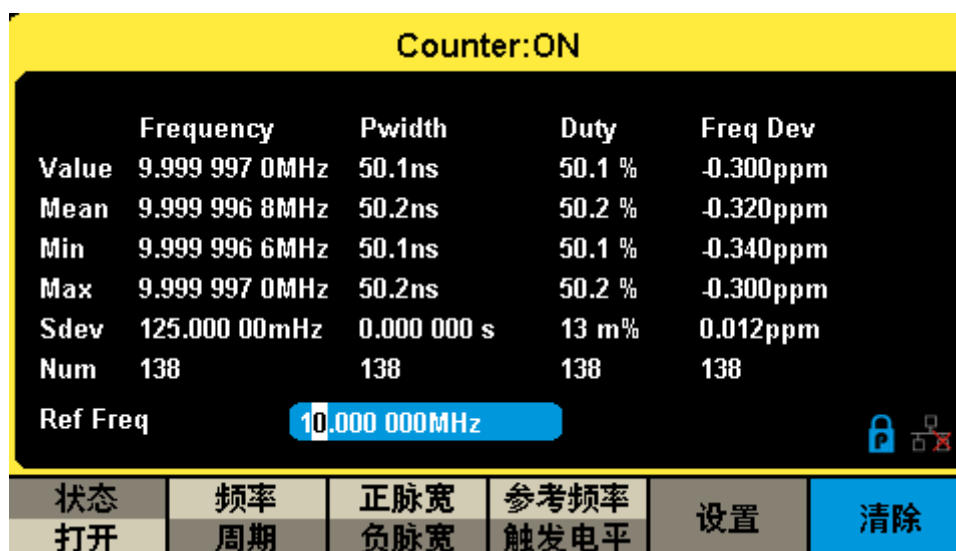 Counter:ON
Frequency Pwidth Duty Freq Dev
Value 9.999 997 0MHz 50.1ns 50.1 % -0.300ppm
Mean 9.999 996 8MHz 50.2ns 50.2 % -0.320ppm
Min 9.999 996 6MHz 50.1ns 50.1 % -0.340ppm
Max 9.999 997 0MHz 50.2ns 50.2 % -0.300ppm
Sdev 125.000 00mHz 0.000 000 s 13 m% 0.012ppm
Num 138 138 138 138
Ref Freq 10.000 000MHz
P
状态 频率 正脉宽 参考频率 设置 清除
打开 周期 负脉宽 触发电平